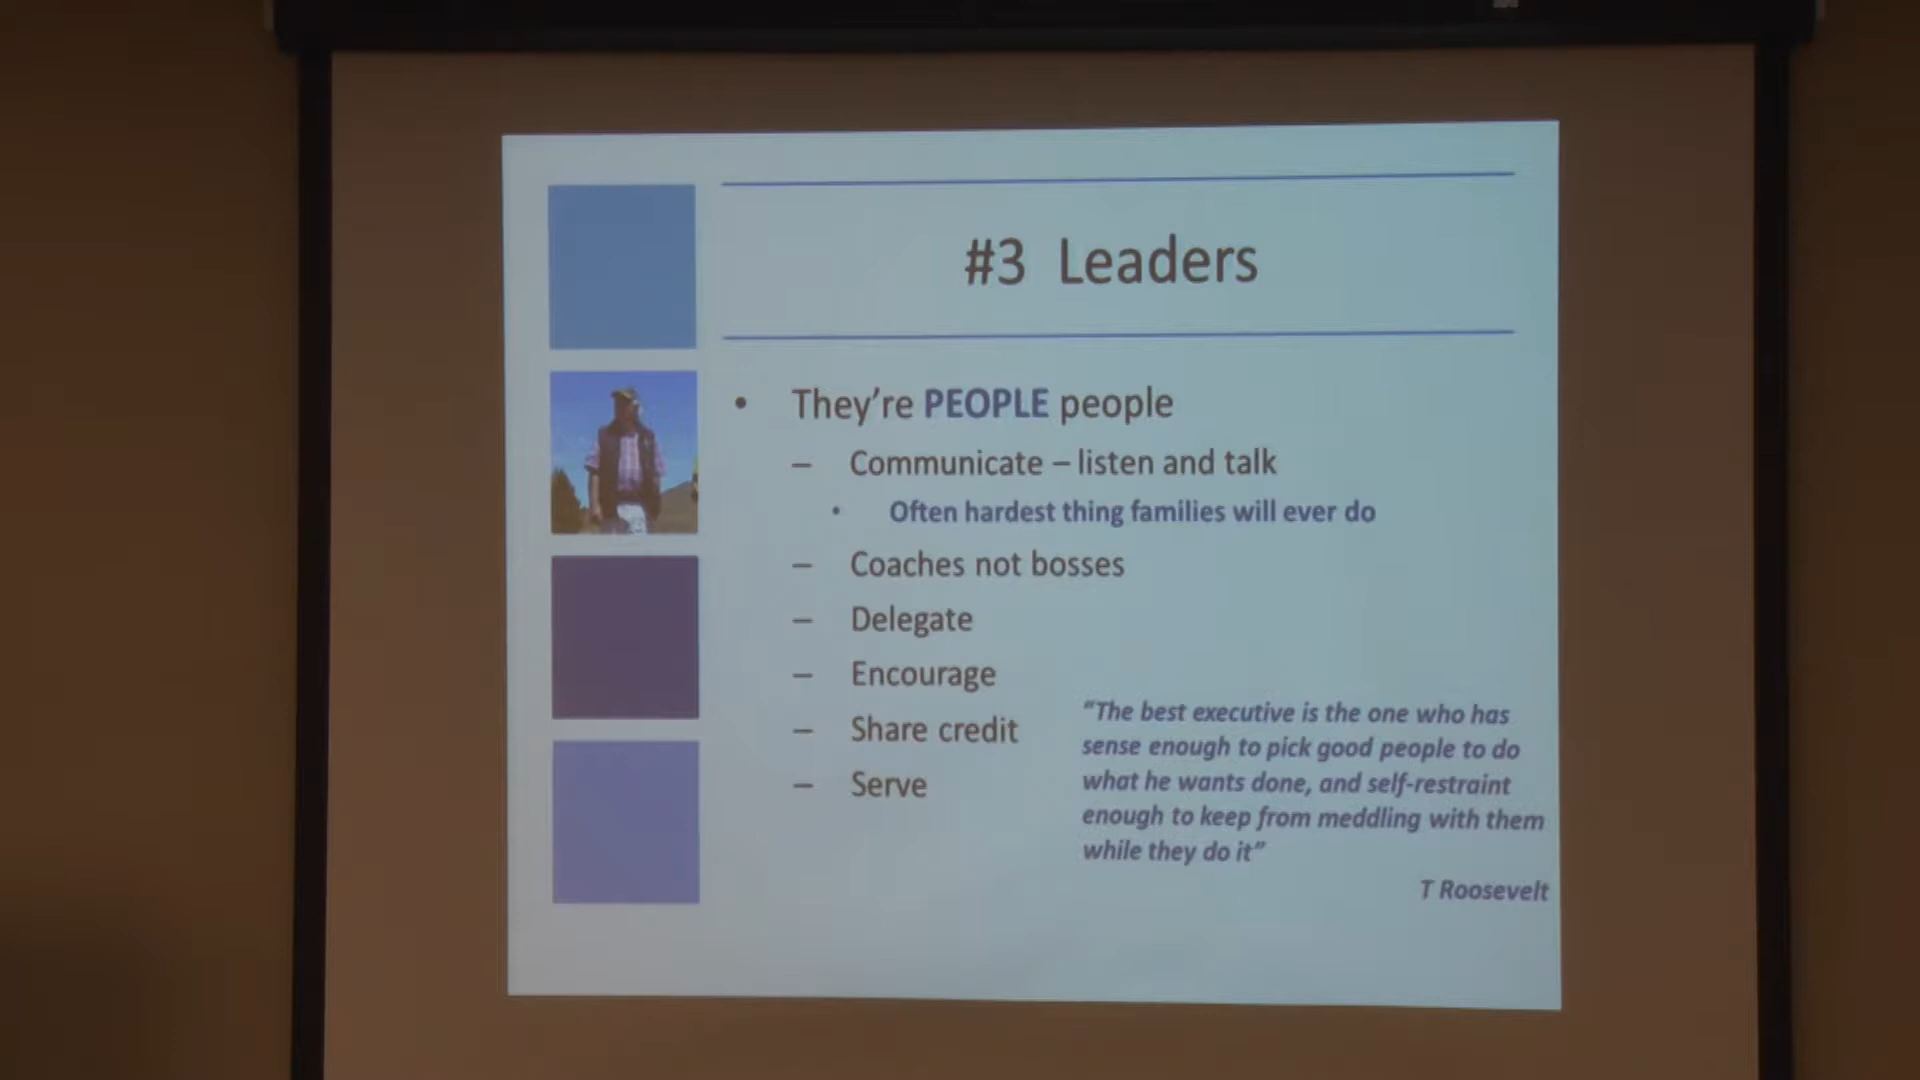 #3 Leaders
• They're PEOPLE people
– Communicate – listen and talk
• Often hardest thing families will ever do
– Coaches not bosses
– Delegate
– Encourage
– Share credit
– Serve
"The best executive is the one who has
sense enough to pick good people to do
what he wants done, and self-restraint
enough to keep from meddling with them
while they do it"
T Roosevelt